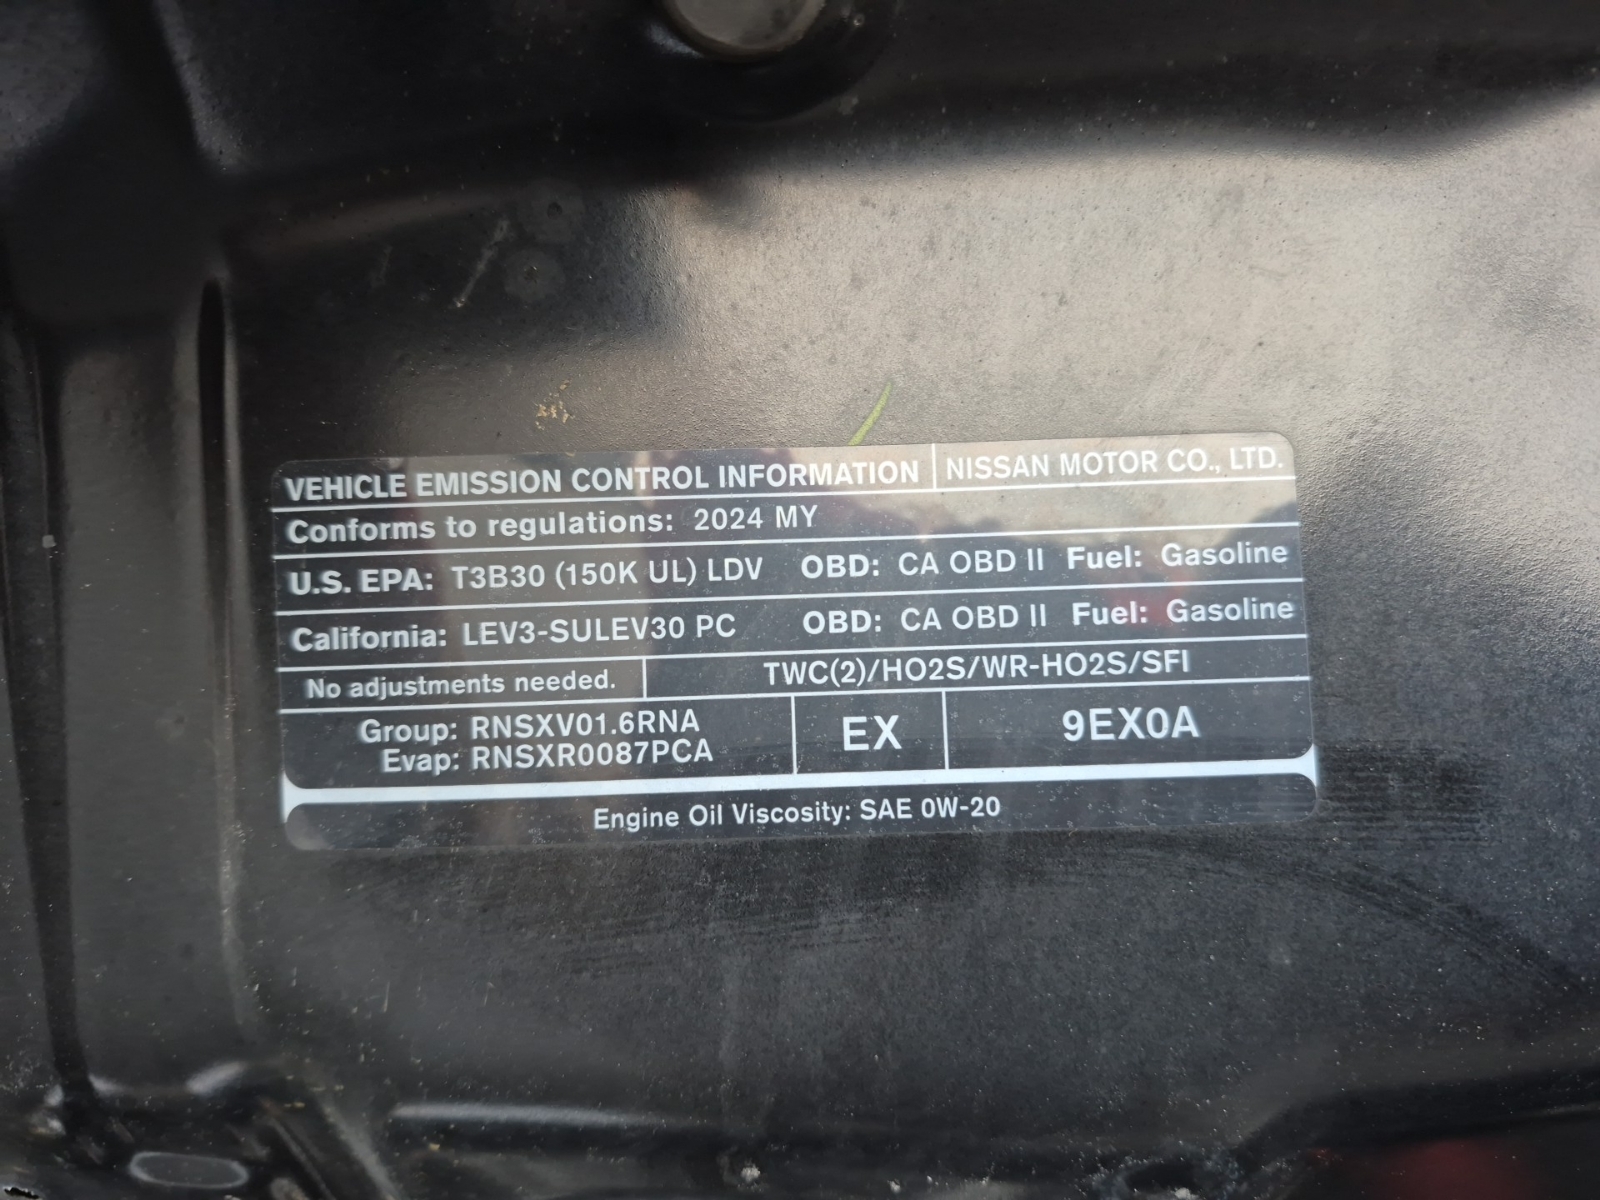 VEHICLE EMISSION CONTROL INFORMATION NISSAN MOTOR CO., LTD.
Conforms to regulations: 2024 MY
U.S. EPA: T3B30 (150K UL) LDV OBD: CA OBD II Fuel: Gasoline
California: LEV3-SULEV30 PC OBD: CA OBD II Fuel: Gasoline
No adjustments needed. TWC(2)/HO2S/WR-HO2S/SFI
Group: RNSXV01.6RNA
Evap: RNSXR0087PCA
EX
9EX0A
Engine Oil Viscosity: SAE 0W-20